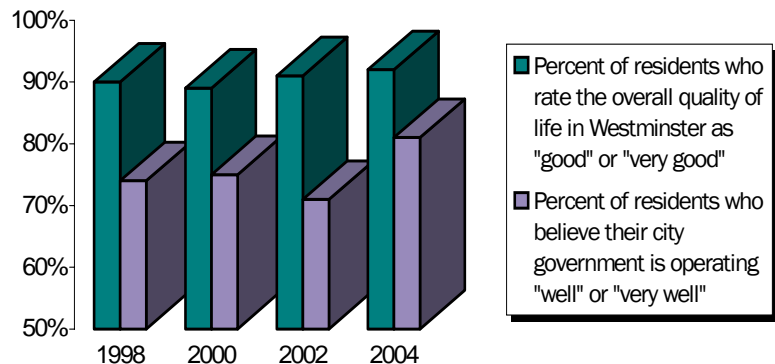 100%
90%
80%
70%
60%
50%
1998 2000 2002 2004
Percent of residents who
rate the overall quality of
life in Westminster as
"good" or "very good"
Percent of residents who
believe their city
government is operating
"well" or "very well"